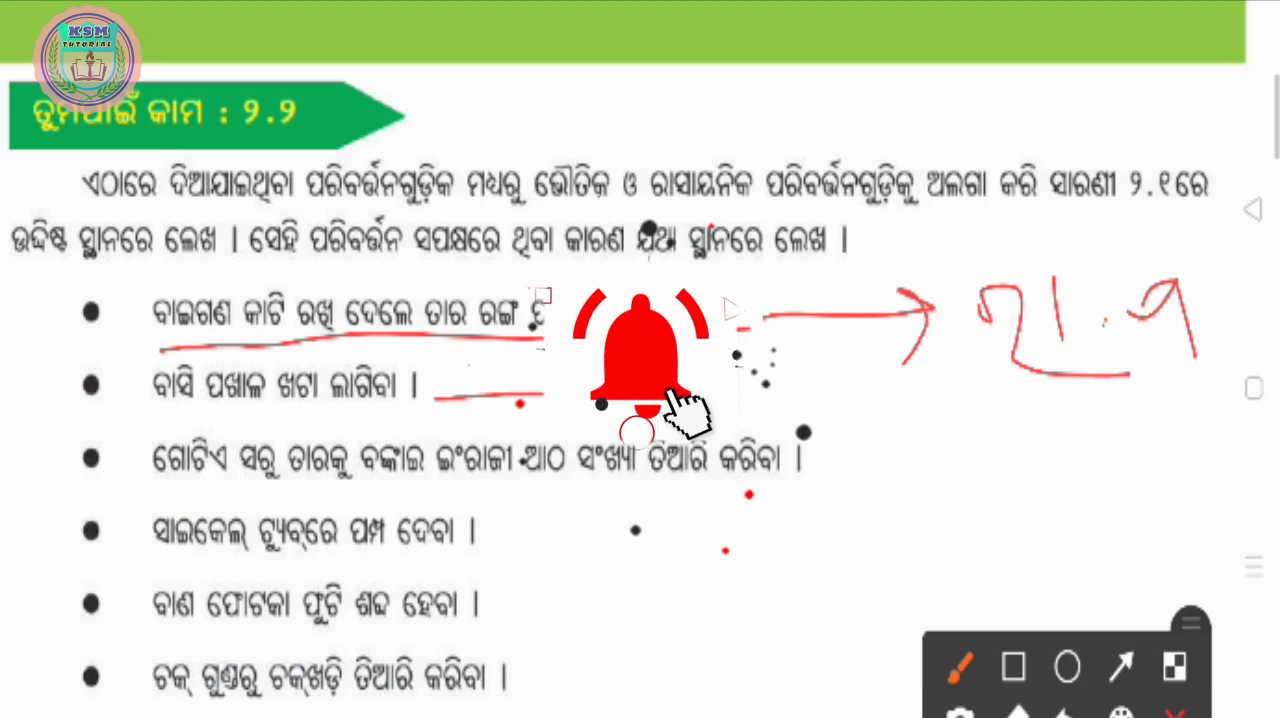 KSM
TUTORIAL
ତୁମପାଇଁ କାମ : ୨.୨
ଏଠାରେ ଦିଆଯାଇଥିବା ପରିବର୍ତ୍ତନଗୁଡ଼ିକ ମଧ୍ୟରୁ ଭୌତିକ ଓ ରାସାୟନିକ ପରିବର୍ତ୍ତନଗୁଡ଼ିକୁ ଅଲଗା କରି ସାରଣୀ ୨.୧ରେ
ଉଦ୍ଦିଷ୍ଟ ସ୍ଥାନରେ ଲେଖ । ସେହି ପରିବର୍ତ୍ତନ ସପକ୍ଷରେ ଥିବା କାରଣ ଯଥା ସ୍ଥାନରେ ଲେଖ ।
● ବାଇଗଣ କାଟି ରଖି ଦେଲେ ତାର ରଙ୍ଗ
● ବାସି ପଖାଳ ଖଟା ଲାଗିବା ।
● ଗୋଟିଏ ସରୁ ତାରକୁ ବଙ୍କାଇ ଇଂରାଜୀ ଆଠ ସଂଖ୍ୟା ତିଆରି କରିବା ।
● ସାଇକେଲ୍ ଟ୍ୟୁବ୍‌ରେ ପମ୍ପ ଦେବା ।
● ବାଣ ଫୋଟକା ଫୁଟି ଶବ୍ଦ ହେବା ।
● ଚକ୍ ଗୁଣ୍ଡରୁ ଚକ୍‌ଖଡ଼ି ତିଆରି କରିବା ।